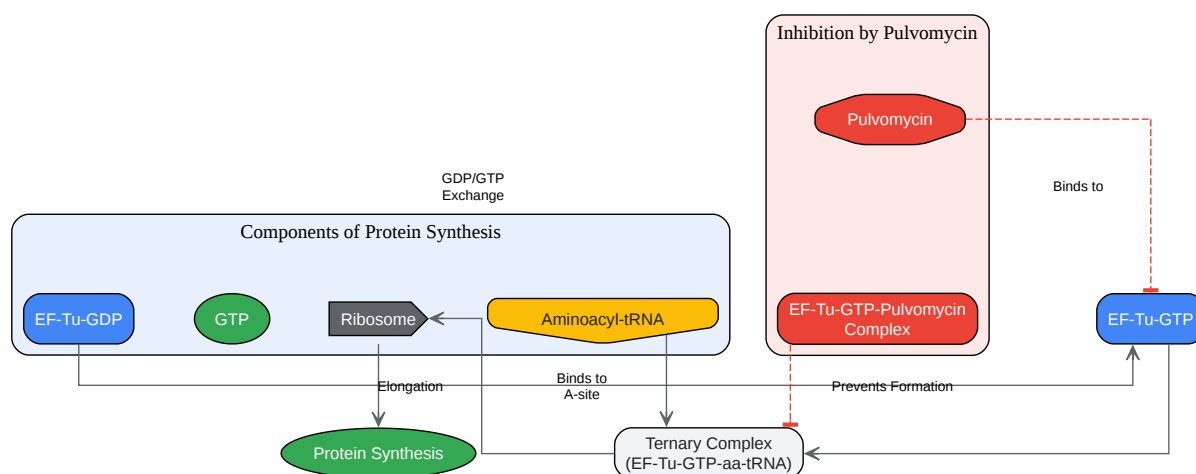 Inhibition by Pulvomycin
Pulvomycin
GDP/GTP
Exchange
Binds to
Components of Protein Synthesis
EF-Tu-GDP
GTP
Ribosome
Aminoacyl-tRNA
EF-Tu-GTP-Pulvomycin
Complex
EF-Tu-GTP
Elongation
Binds to
A-site
Prevents Formation
Protein Synthesis
Ternary Complex
(EF-Tu-GTP-aa-tRNA)